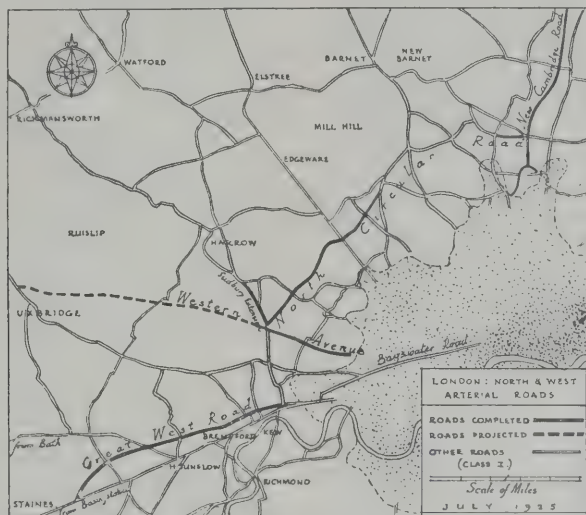 WATFORD
BARNET
NEW
BARNET
ELSTREE
RICKMANSWORTH
MILL HILL
New Cambridge Road
Road
EDGEWARE
North Circular
RUISLIP
HARROW
Sudbury
Western Avenue
UXBRIDGE
Bayswater Road
Great West Road
BRENTFORD
KEW
from Bath
HOUNSLOW
RICHMOND
STAINES
LONDON: NORTH & WEST
ARTERIAL ROADS
ROADS COMPLETED
ROADS PROJECTED
OTHER ROADS
(CLASS I.)
Scale of Miles
JULY 1925